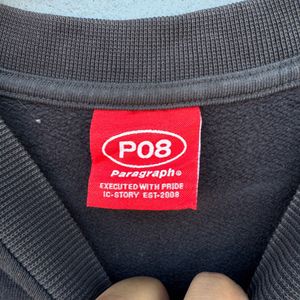 P08
Paragraph®
EXECUTED WITH PRIDE
IC-STORY EST-2008